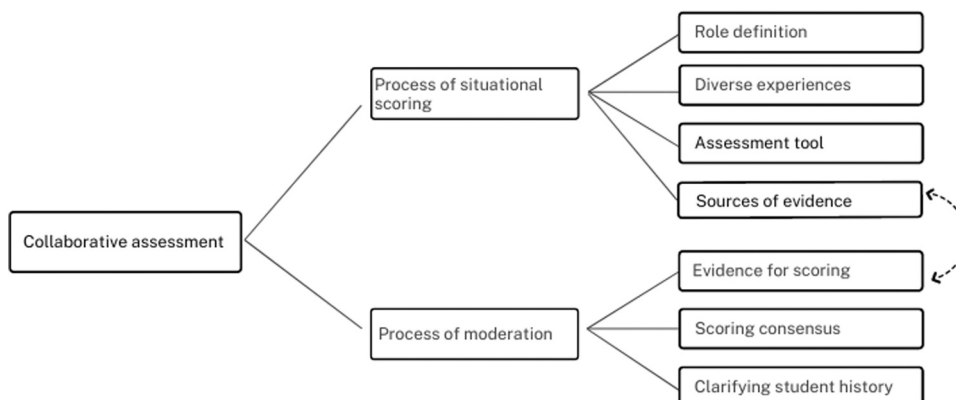 Role definition
Process of situational
scoring
Diverse experiences
Assessment tool
Sources of evidence
Collaborative assessment
Evidence for scoring
Process of moderation
Scoring consensus
Clarifying student history